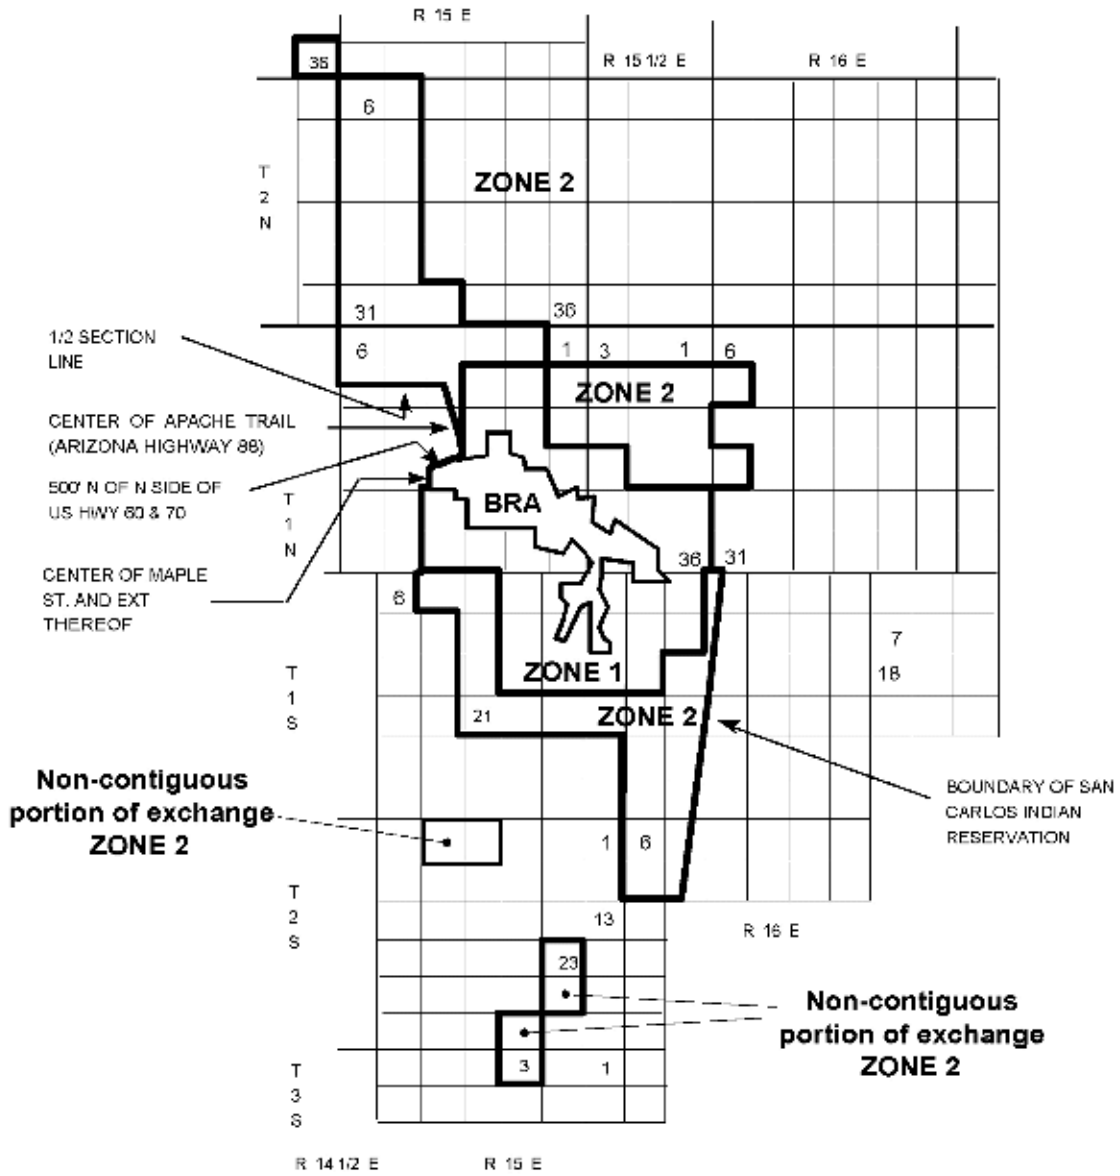 R 15 E
36
R 15 1/2 E
R 16 E
6
T
2
N
ZONE 2
31
36
1/2 SECTION
LINE
6
1
3
1
6
ZONE 2
CENTER OF APACHE TRAIL
(ARIZONA HIGHWAY 88)
500' N OF N SIDE OF
US HWY 60 & 70
T
1
N
BRA
CENTER OF MAPLE
ST. AND EXT
THEREOF
36
31
6
7
18
T
1
S
ZONE 1
21
ZONE 2
Non-contiguous
portion of exchange
ZONE 2
BOUNDARY OF SAN
CARLOS INDIAN
RESERVATION
1
6
T
2
S
13
R 16 E
23
Non-contiguous
portion of exchange
ZONE 2
3
1
T
3
S
R 14 1/2 E
R 15 E